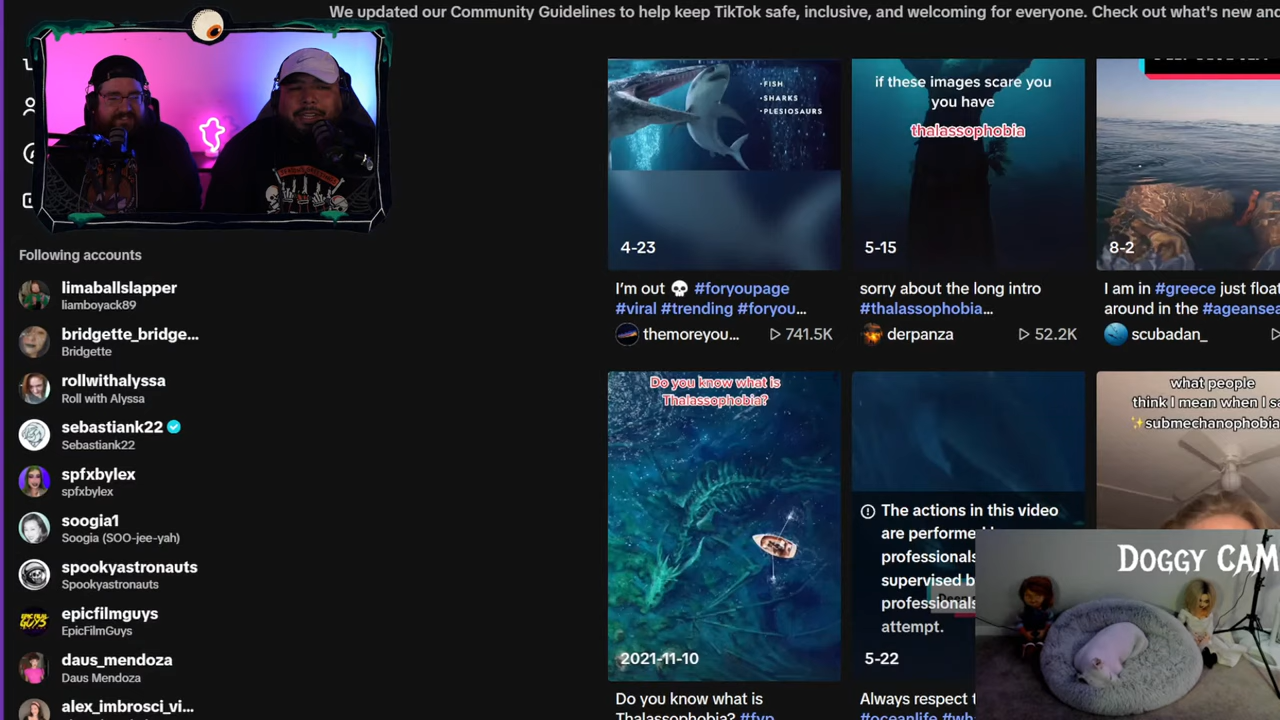 We updated our Community Guidelines to help keep TikTok safe, inclusive, and welcoming for everyone. Check out what's new and
Following accounts
limaballslapper
liamboyack89
bridgette_bridge...
Bridgette
rollwithalyssa
Roll with Alyssa
sebastiank22
Sebastiank22
spfxbylex
spfxbylex
soogia1
Soogia (SOO-jee-yah)
spookyastronauts
Spookyastronauts
epicfilmguys
EpicFilmGuys
daus_mendoza
Daus Mendoza
alex_imbrosci_vi...
•FISH
•SHARKS
•PLESIOSAURS
4-23
I'm out 💀 #foryoupage
#viral #trending #foryou...
themoreyou...
741.5K
if these images scare you
you have
thalassophobia
5-15
sorry about the long intro
#thalassophobia...
derpanza
52.2K
8-2
I am in #greece just float
around in the #ageansea
scubadan_
Do you know what is
Thalassophobia?
2021-11-10
Do you know what is
Thalassophobia? #fyp
The actions in this video
are performed
professionals
supervised b
professionals
attempt.
5-22
Always respect t
#oceanlife #wh
what people
think I mean when I sa
✨submechanophobia
DOGGY CAM